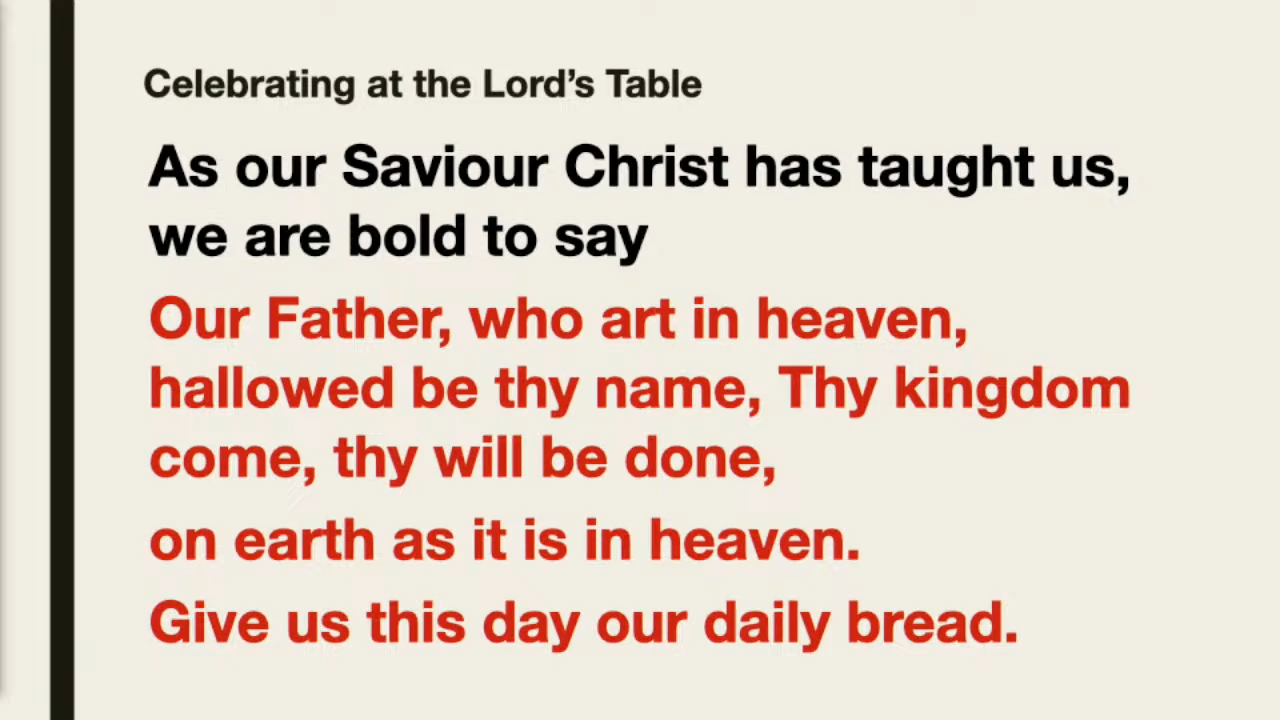 Celebrating at the Lord’s Table
As our Saviour Christ has taught us,
we are bold to say
Our Father, who art in heaven,
hallowed be thy name, Thy kingdom
come, thy will be done,
on earth as it is in heaven.
Give us this day our daily bread.